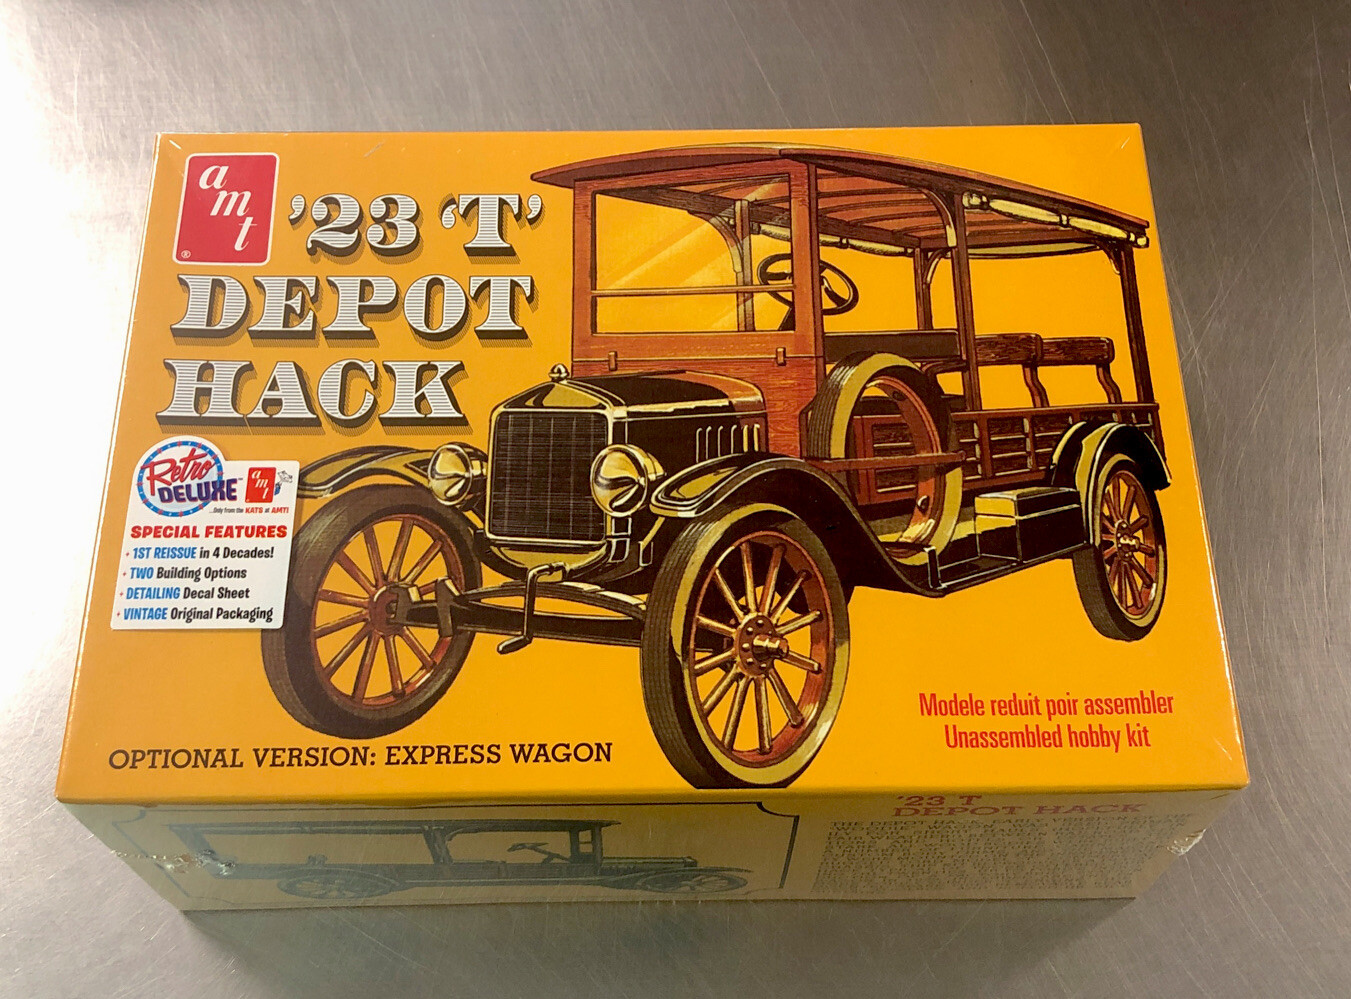 amt
®
'23 'T'
DEPOT
HACK
Retro
DELUXE™
amt
...Only from the KATS at AMT!
SPECIAL FEATURES
• 1ST REISSUE in 4 Decades!
• TWO Building Options
• DETAILING Decal Sheet
• VINTAGE Original Packaging
Modele reduit poir assembler
Unassembled hobby kit
OPTIONAL VERSION: EXPRESS WAGON
'23 T
DEPOT HACK